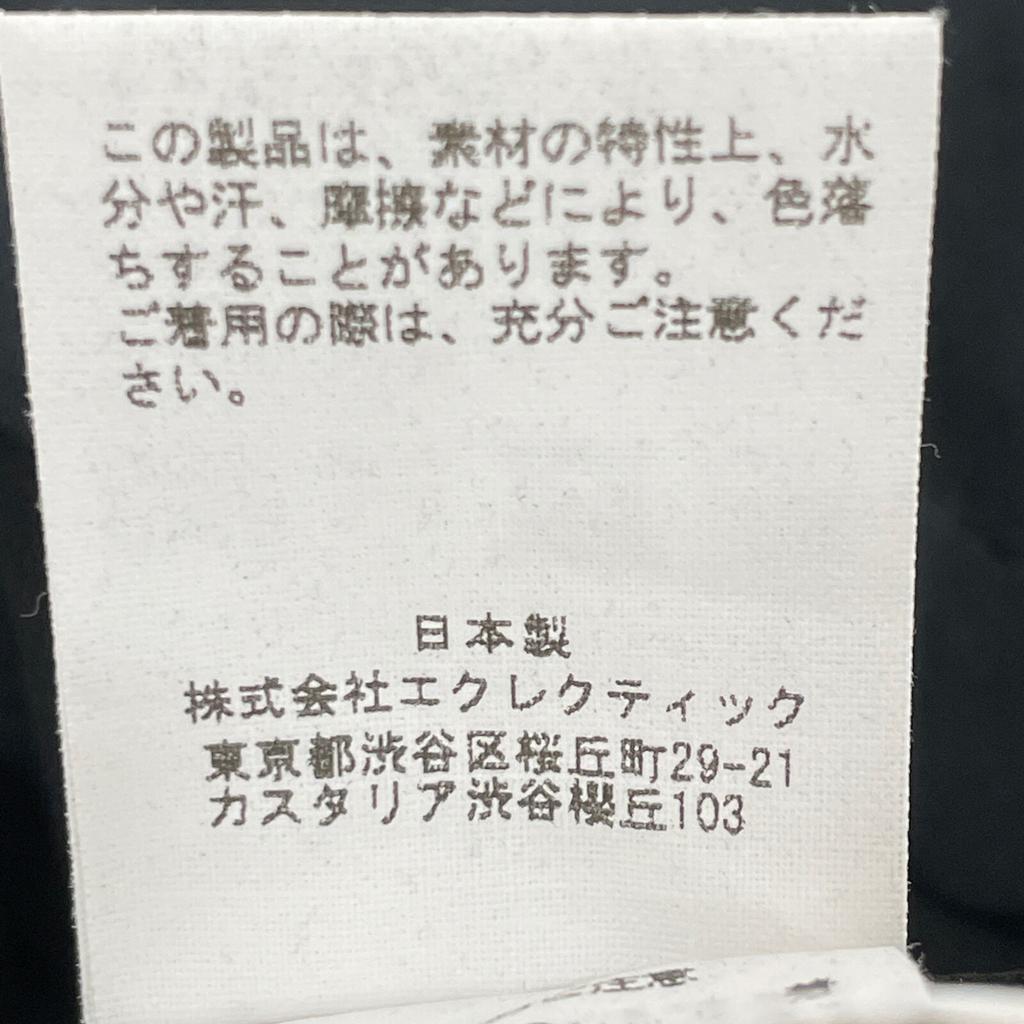 この製品は、素材の特性上、水
分や汗、摩擦などにより、色落
ちすることがあります。
ご着用の際は、充分ご注意くだ
さい。
日本製
株式会社エクレクティック
東京都渋谷区桜丘町29-21
カスタリア渋谷櫻丘103
注意